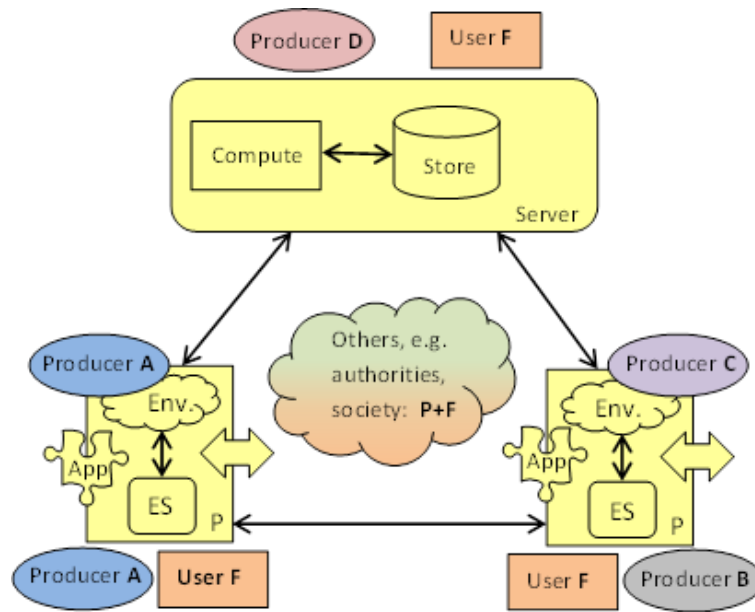 Producer D
User F
Compute
Store
Server
Others, e.g.
authorities,
society: P+F
Producer A
Env.
App
ES
P
Producer A
User F
Producer C
Env.
App
ES
P
User F
Producer B